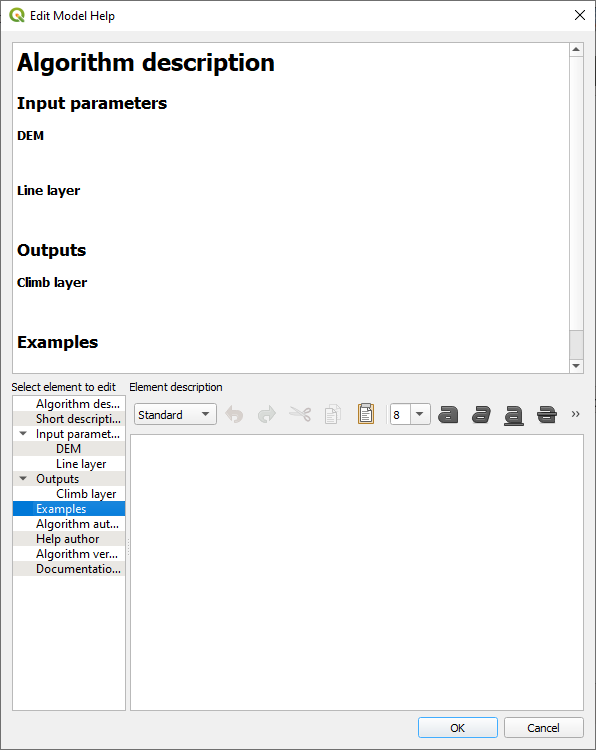 Edit Model Help
Algorithm description
Input parameters
DEM
Line layer
Outputs
Climb layer
Examples
Select element to edit
Element description
Algorithm des...
Short descripti...
Input paramet...
DEM
Line layer
Outputs
Climb layer
Examples
Algorithm aut...
Help author
Algorithm ver...
Documentatio...
Standard
8
a a a a
»
OK
Cancel